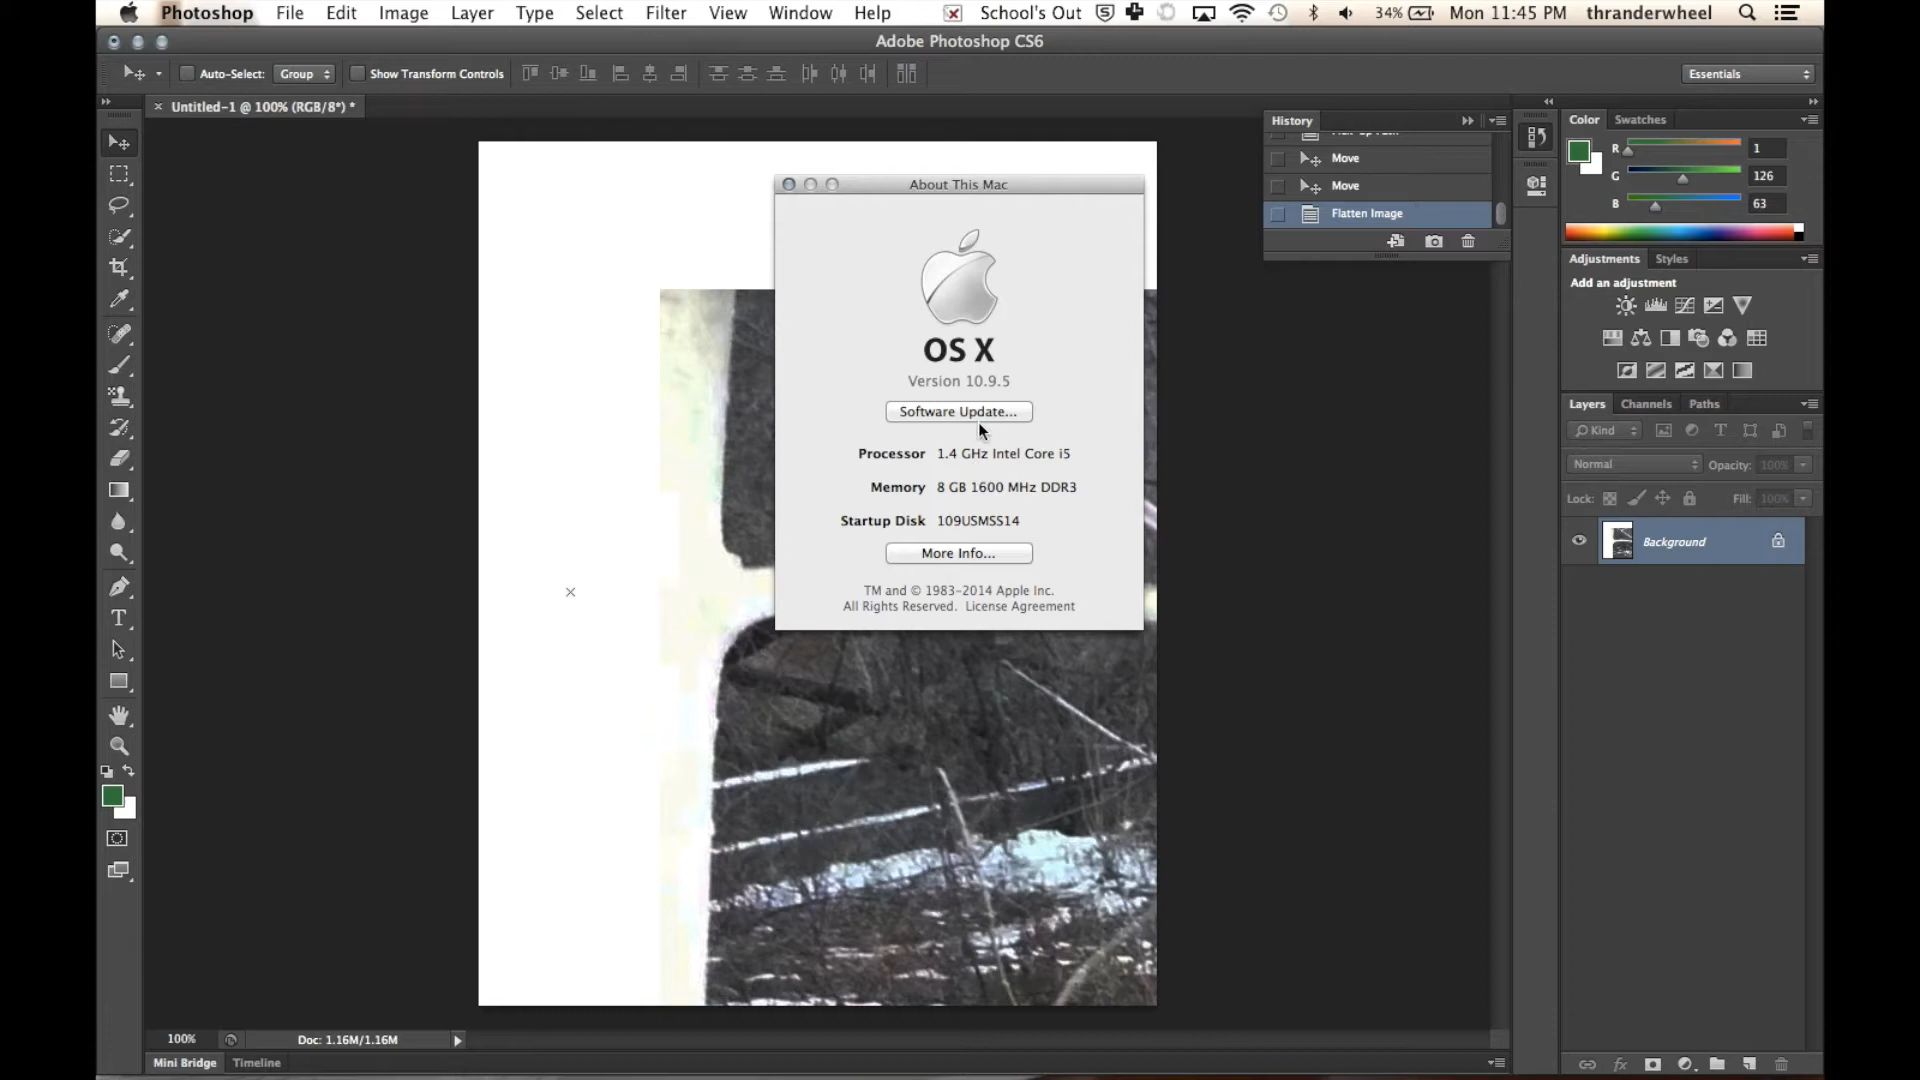 Photoshop File Edit Image Layer Type Select Filter View Window Help School's Out 34% Mon 11:45 PM thranderwheel
Adobe Photoshop CS6
Auto-Select: Group Show Transform Controls Essentials
Untitled-1 @ 100% (RGB/8*) *
History
Move
Move
Flatten Image
Color Swatches
R 1
G 126
B 63
Adjustments Styles
Add an adjustment
Layers Channels Paths
Kind
Normal Opacity: 100%
Lock: Fill: 100%
Background
About This Mac
OS X
Version 10.9.5
Software Update...
Processor 1.4 GHz Intel Core i5
Memory 8 GB 1600 MHz DDR3
Startup Disk 109USMSS14
More Info...
TM and © 1983-2014 Apple Inc.
All Rights Reserved. License Agreement
100% Doc: 1.16M/1.16M
Mini Bridge Timeline